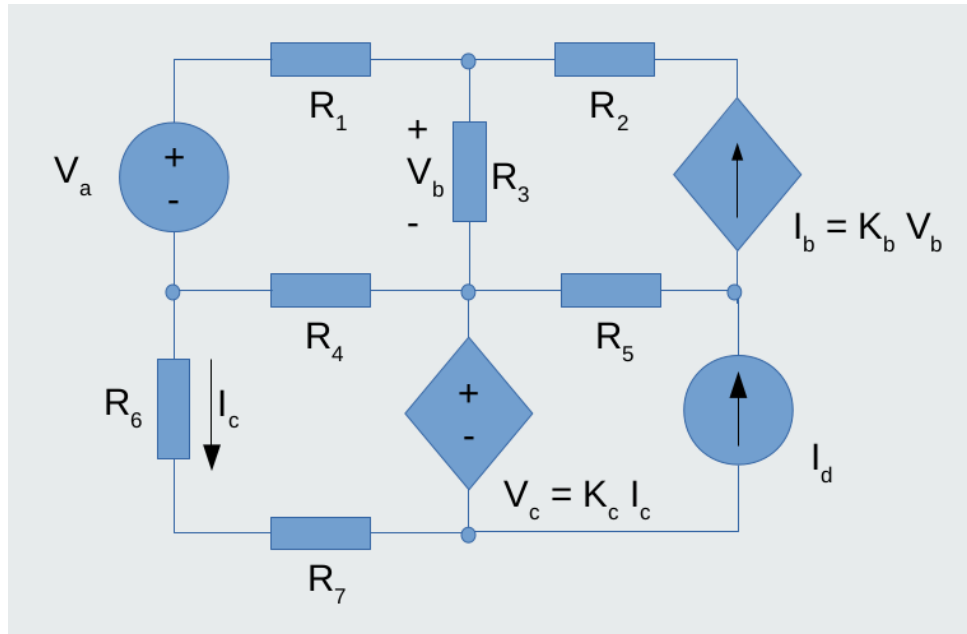 R1
R2
+
Va
+
-
Vb
R3
-
Ib = Kb Vb
R4
R5
R6
Ic
+
-
Vc = Kc Ic
Id
R7